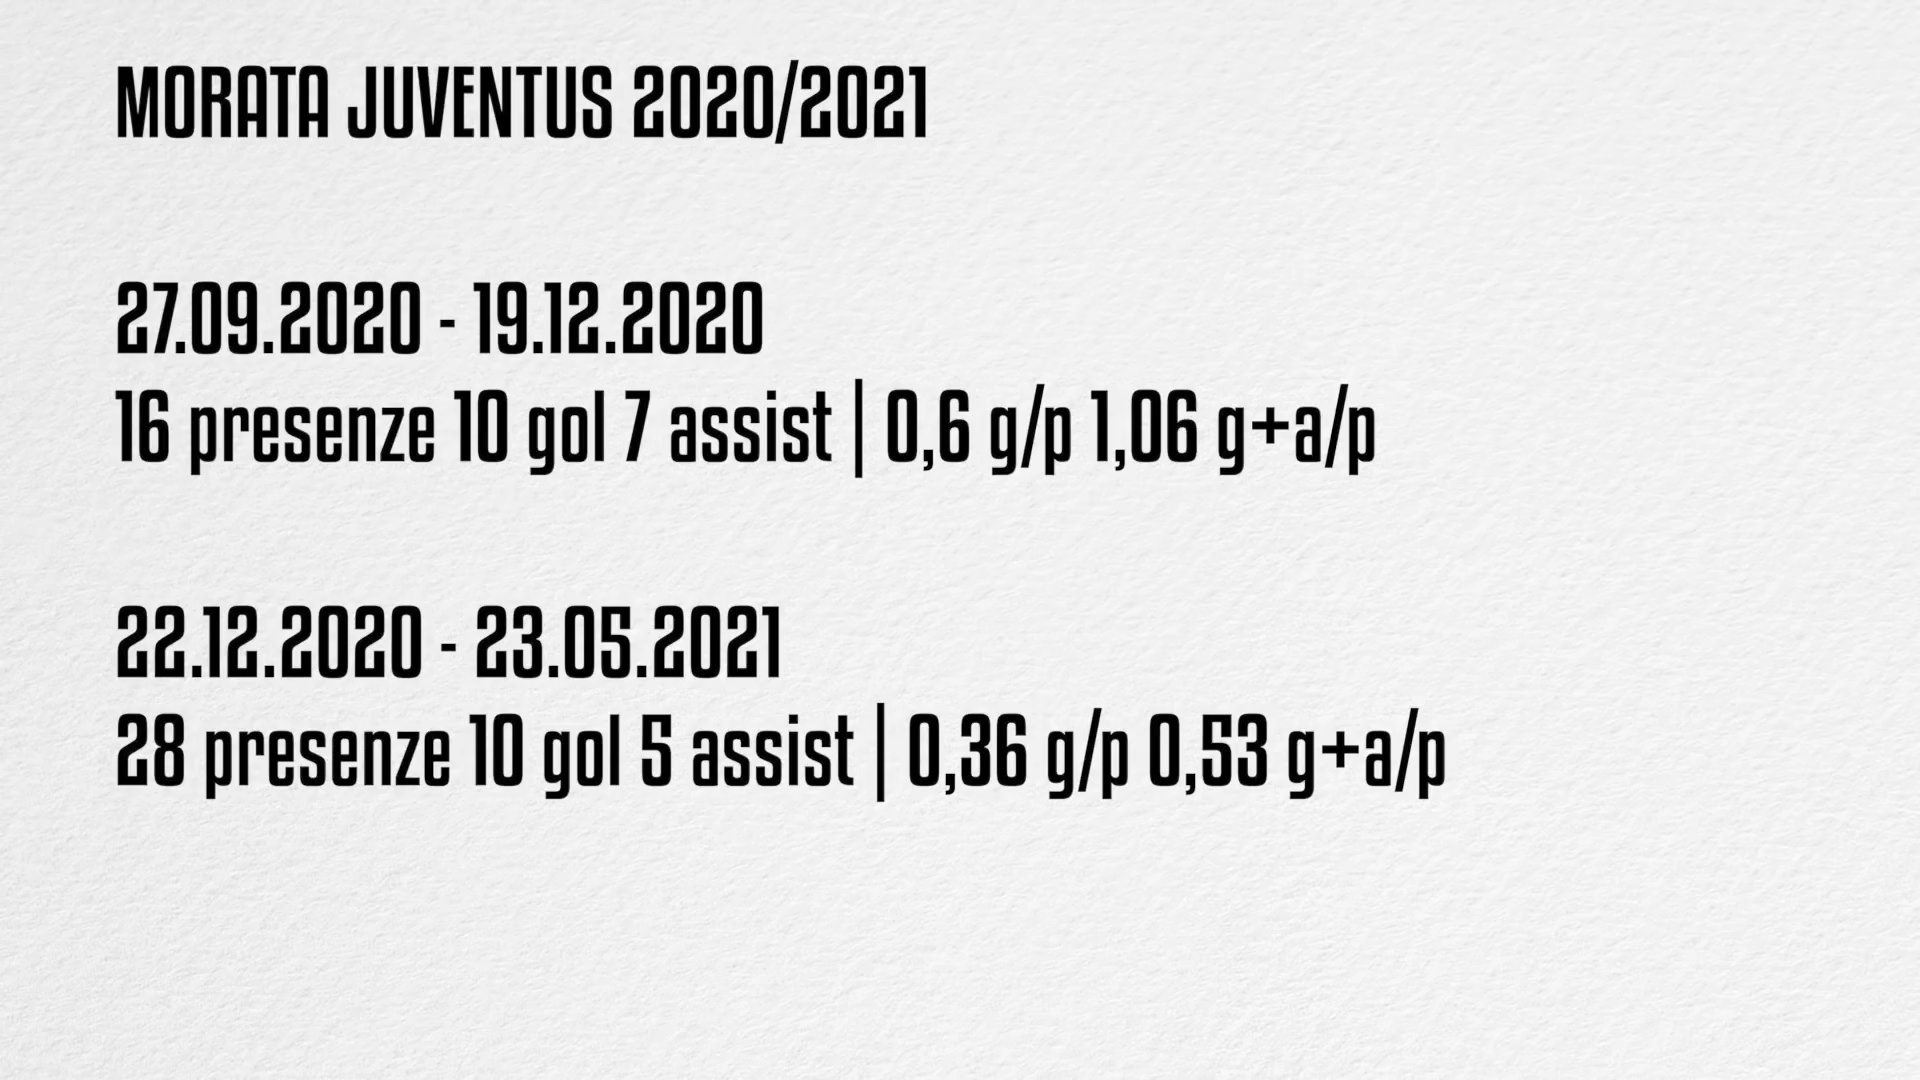 MORATA JUVENTUS 2020/2021
27.09.2020 - 19.12.2020
16 presenze 10 gol 7 assist | 0,6 g/p 1,06 g+a/p
22.12.2020 - 23.05.2021
28 presenze 10 gol 5 assist | 0,36 g/p 0,53 g+a/p